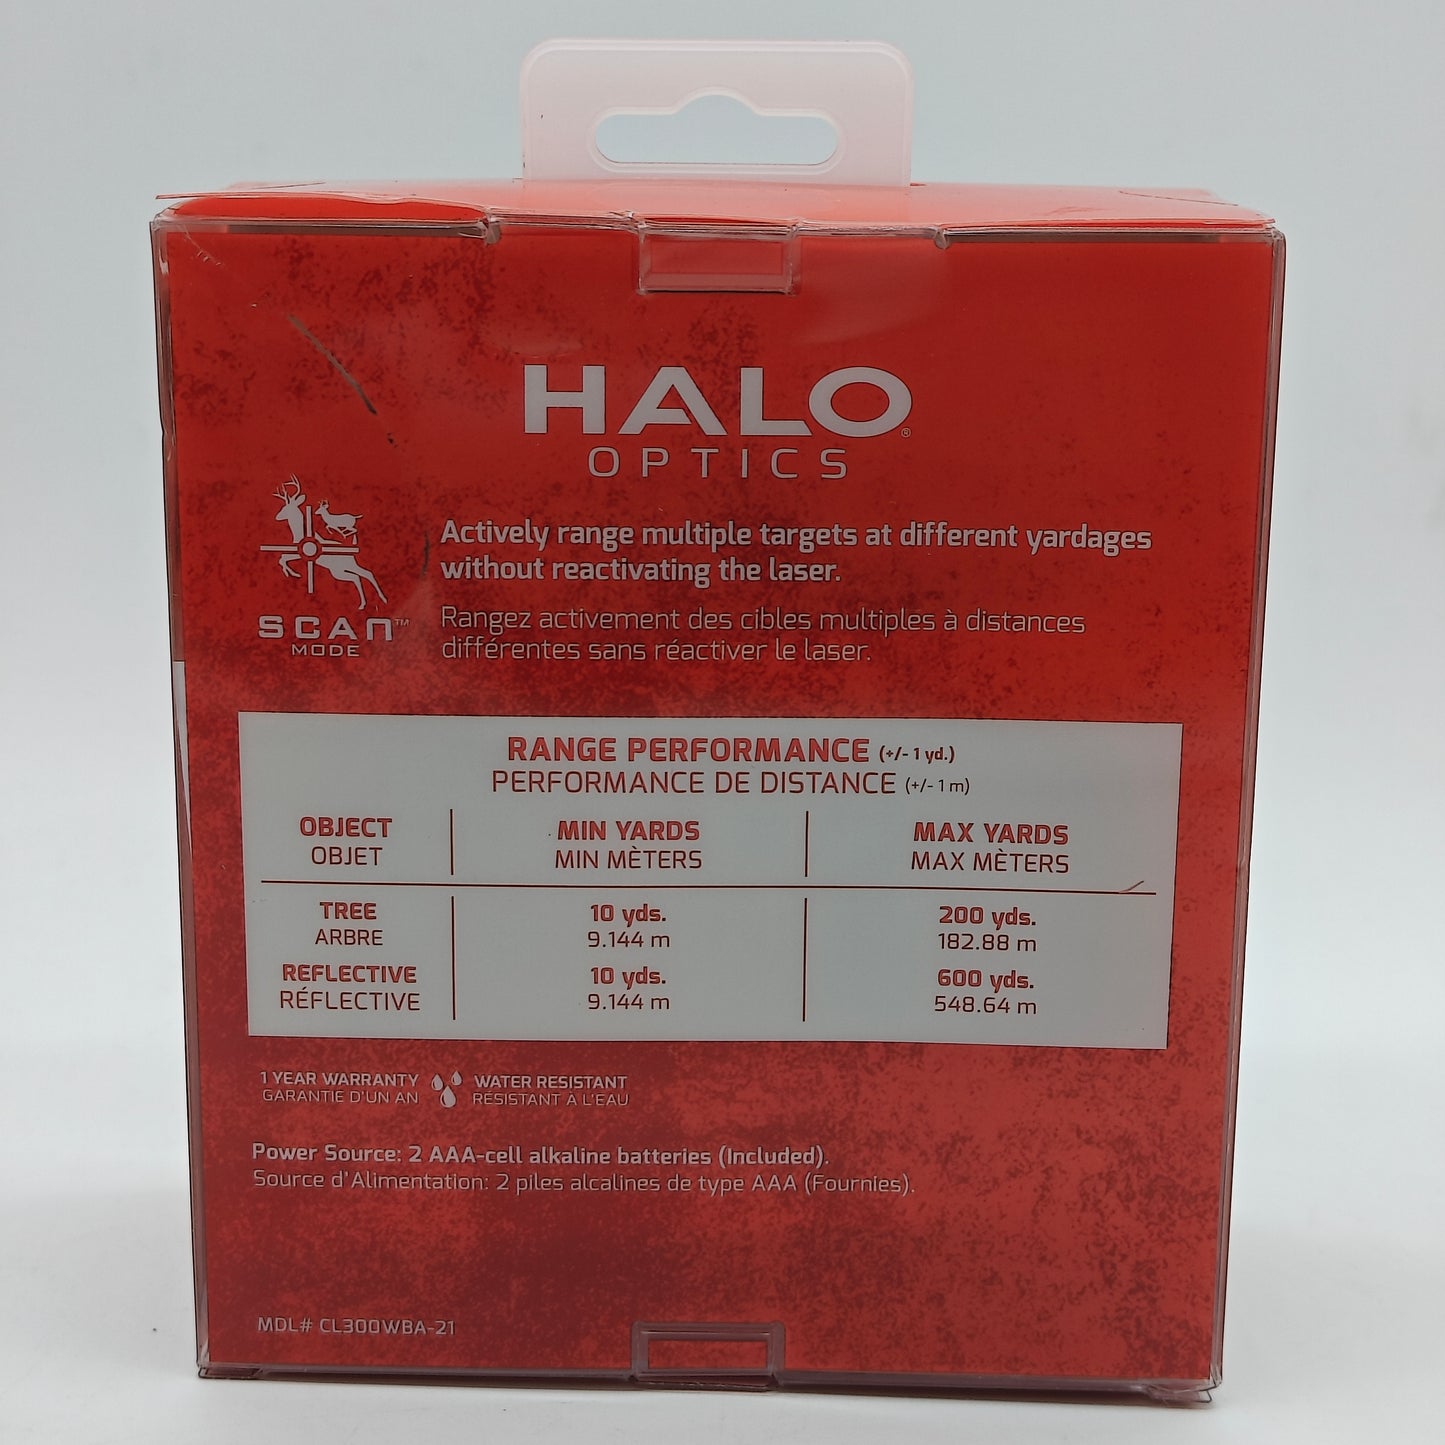 HALO®
OPTICS
SCAN™
MODE
Actively range multiple targets at different yardages
without reactivating the laser.
Rangez activement des cibles multiples à distances
différentes sans réactiver le laser.
RANGE PERFORMANCE (+/- 1 yd.)
PERFORMANCE DE DISTANCE (+/- 1 m)
OBJECT MIN YARDS MAX YARDS
OBJET MIN MÈTERS MAX MÈTERS
TREE 10 yds. 200 yds.
ARBRE 9.144 m 182.88 m
REFLECTIVE 10 yds. 600 yds.
RÉFLECTIVE 9.144 m 548.64 m
1 YEAR WARRANTY WATER RESISTANT
GARANTIE D'UN AN RÉSISTANT À L'EAU
Power Source: 2 AAA-cell alkaline batteries (Included).
Source d'Alimentation: 2 piles alcalines de type AAA (Fournies).
MDL# CL300WBA-21